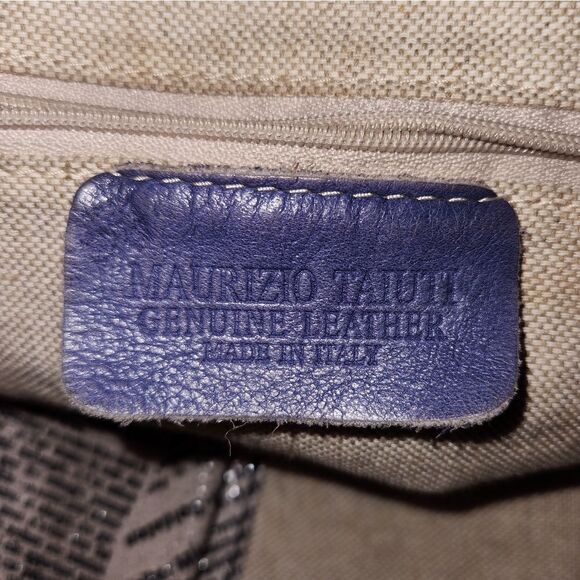 MAURIZIO TAIUTI
GENUINE LEATHER
MADE IN ITALY